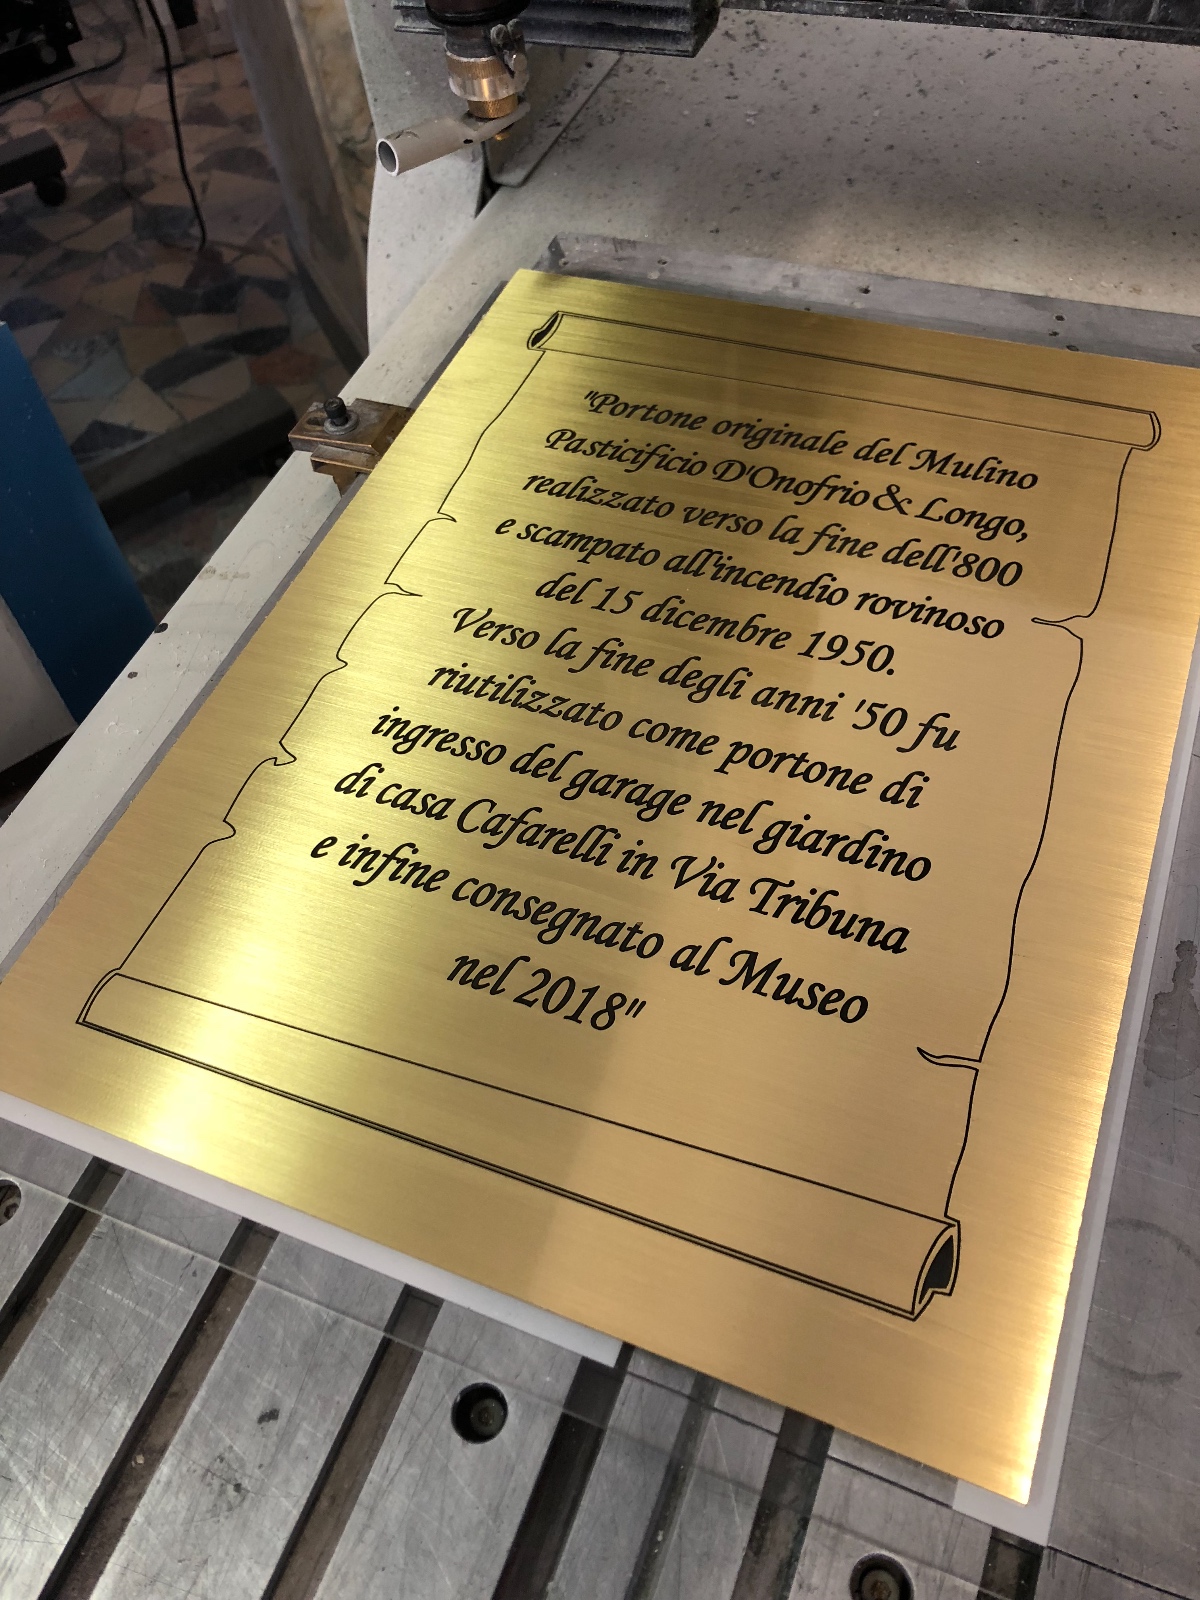 "Portone originale del Mulino
Pasticificio D'Onofrio & Longo,
realizzato verso la fine dell'800
e scampato all'incendio rovinoso
del 15 dicembre 1950.
Verso la fine degli anni '50 fu
riutilizzato come portone di
ingresso del garage nel giardino
di casa Cafarelli in Via Tribuna
e infine consegnato al Museo
nel 2018"